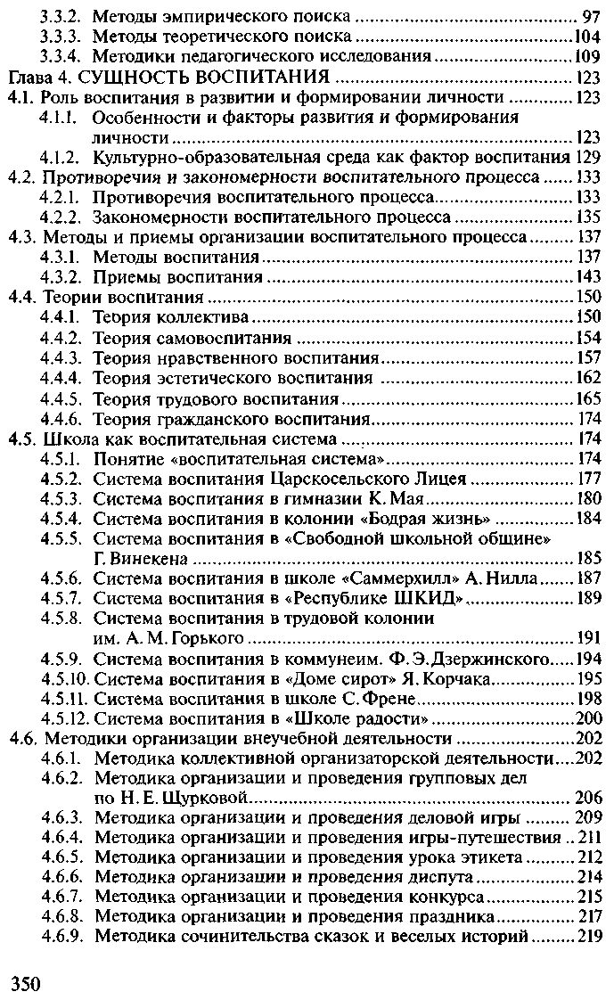 3.3.2. Методы эмпирического поиска ........ 97
3.3.3. Методы теоретического поиска ........ 104
3.3.4. Методики педагогического исследования ........ 109
Глава 4. СУЩНОСТЬ ВОСПИТАНИЯ ........ 123
4.1. Роль воспитания в развитии и формировании личности ........ 123
4.1.1. Особенности и факторы развития и формирования
личности ........ 123
4.1.2. Культурно-образовательная среда как фактор воспитания 129
4.2. Противоречия и закономерности воспитательного процесса ...... 133
4.2.1. Противоречия воспитательного процесса ........ 133
4.2.2. Закономерности воспитательного процесса ........ 135
4.3. Методы и приемы организации воспитательного процесса ........ 137
4.3.1. Методы воспитания ........ 137
4.3.2. Приемы воспитания ........ 143
4.4. Теории воспитания ........ 150
4.4.1. Теория коллектива ........ 150
4.4.2. Теория самовоспитания ........ 154
4.4.3. Теория нравственного воспитания ........ 157
4.4.4. Теория эстетического воспитания ........ 162
4.4.5. Теория трудового воспитания ........ 165
4.4.6. Теория гражданского воспитания ........ 174
4.5. Школа как воспитательная система ........ 174
4.5.1. Понятие «воспитательная система» ........ 174
4.5.2. Система воспитания Царскосельского Лицея ........ 177
4.5.3. Система воспитания в гимназии К. Мая ........ 180
4.5.4. Система воспитания в колонии «Бодрая жизнь» ........ 184
4.5.5. Система воспитания в «Свободной школьной общине»
Г. Винекена ........ 185
4.5.6. Система воспитания в школе «Саммерхилл» А. Нилла ...... 187
4.5.7. Система воспитания в «Республике ШКИД» ........ 189
4.5.8. Система воспитания в трудовой колонии
им. А. М. Горького ........ 191
4.5.9. Система воспитания в коммунеим. Ф. Э. Дзержинского ..... 194
4.5.10. Система воспитания в «Доме сирот» Я. Корчака ........ 195
4.5.11. Система воспитания в школе С. Френе ........ 198
4.5.12. Система воспитания в «Школе радости» ........ 200
4.6. Методики организации внеучебной деятельности ........ 202
4.6.1. Методика коллективной организаторской деятельности .... 202
4.6.2. Методика организации и проведения групповых дел
по Н. Е. Щурковой ........ 206
4.6.3. Методика организации и проведения деловой игры ........ 209
4.6.4. Методика организации и проведения игры-путешествия .. 211
4.6.5. Методика организации и проведения урока этикета ........ 212
4.6.6. Методика организации и проведения диспута ........ 214
4.6.7. Методика организации и проведения конкурса ........ 215
4.6.8. Методика организации и проведения праздника ........ 217
4.6.9. Методика сочинительства сказок и веселых историй ........ 219
350